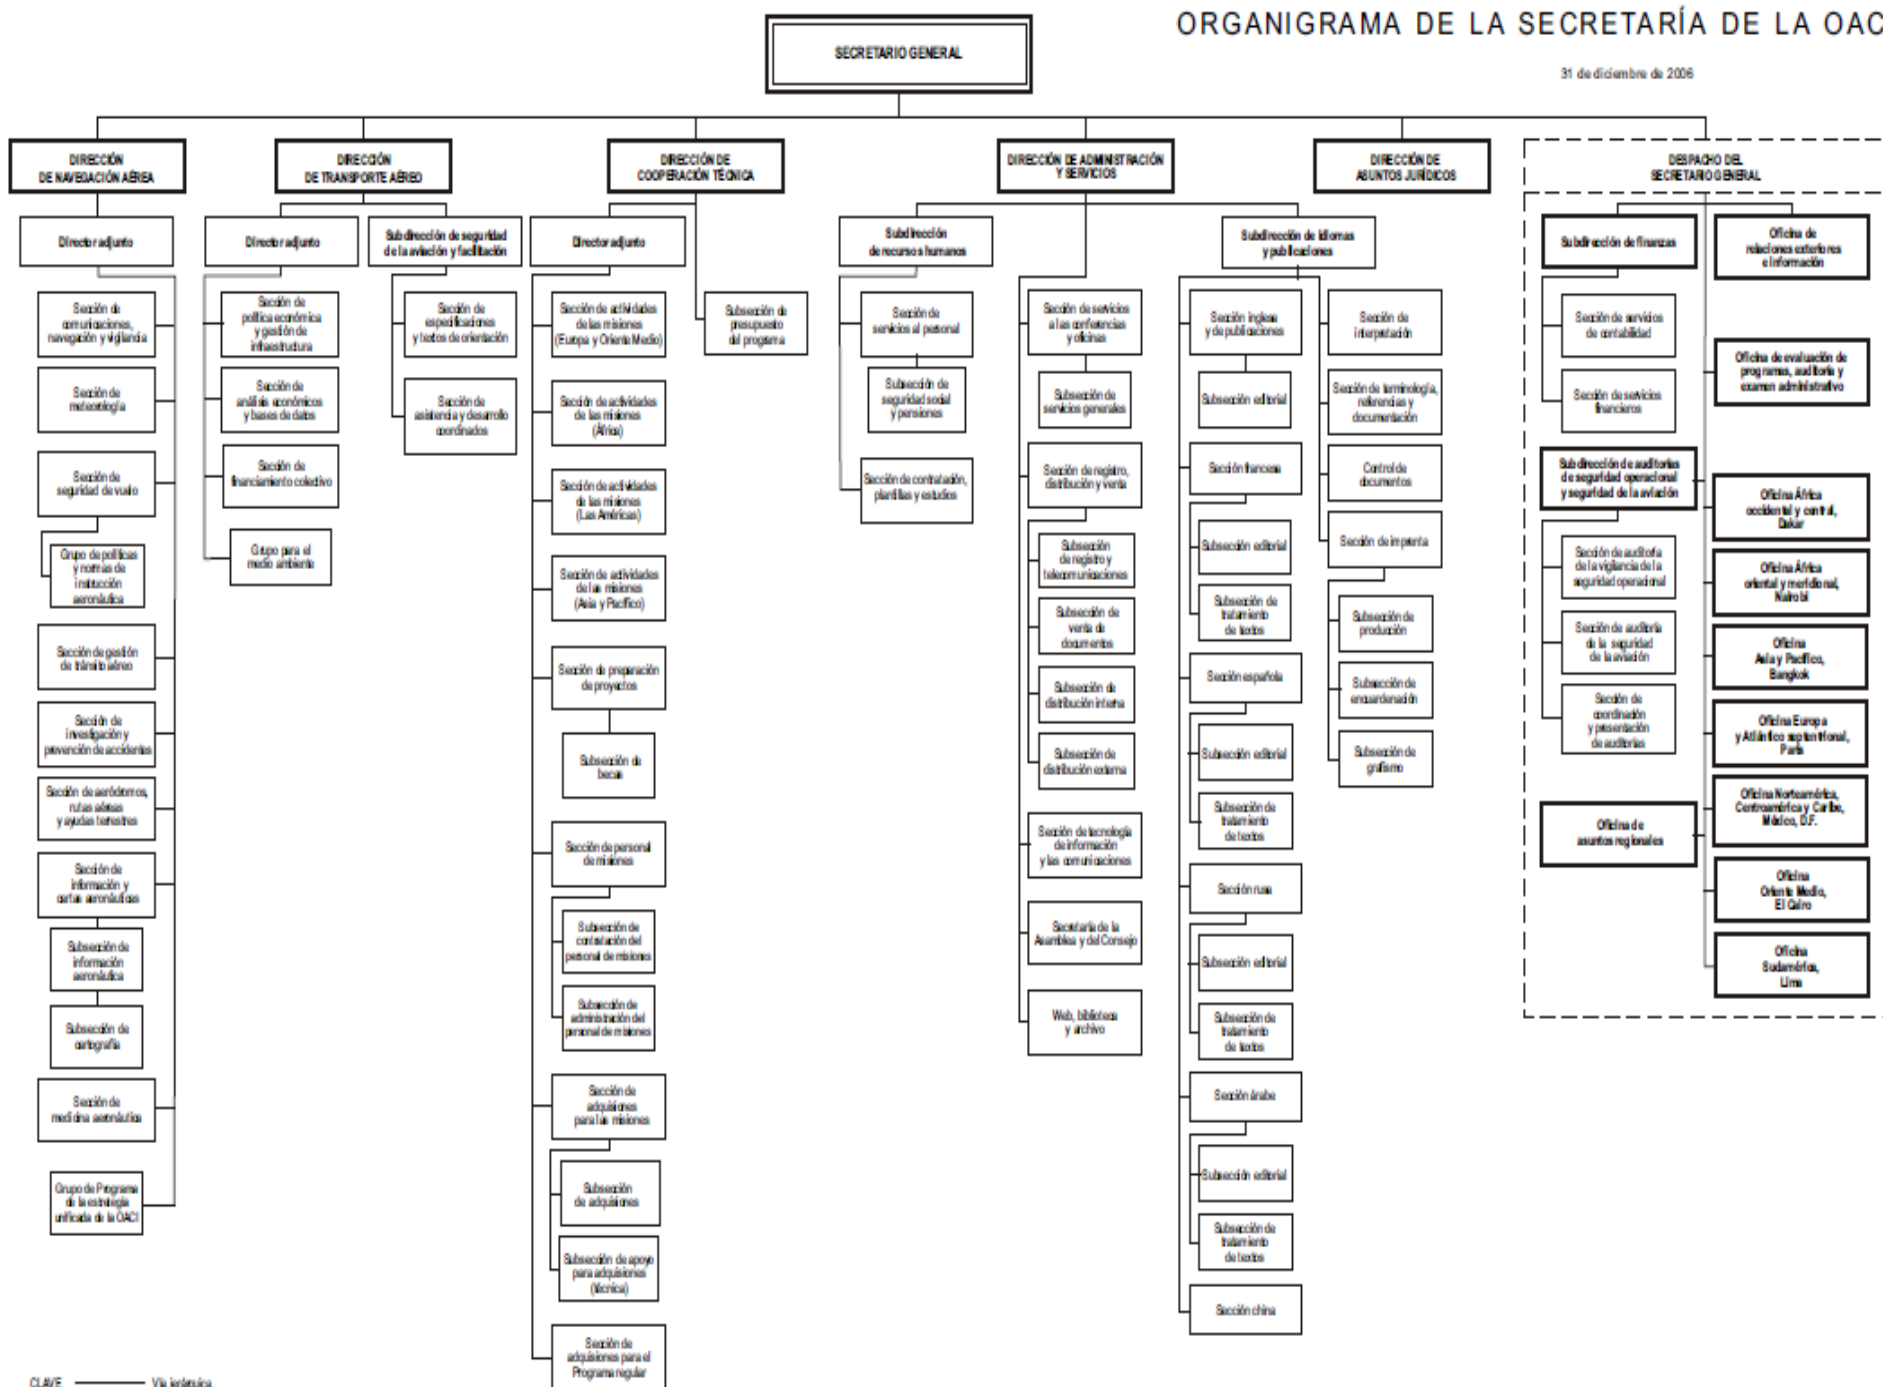 ORGANIGRAMA DE LA SECRETARÍA DE LA OAC
31 de diciembre de 2006
SECRETARIO GENERAL
DIRECCIÓN
DE NAVEGACIÓN AÉREA
Director adjunto
Sección de
comunicaciones,
navegación y vigilancia
Sección de
meteorología
Sección de
seguridad de vuelo
Grupo de políticas
y normas de
instrucción
aeronáutica
Sección de gestión
de tránsito aéreo
Sección de
investigación y
prevención de accidentes
Sección de aeródromos,
rutas aéreas
y ayudas terrestres
Sección de
información y
cartas aeronáuticas
Subsección de
información
aeronáutica
Subsección de
cartografía
Sección de
medicina aeronáutica
Grupo de Programa
de la estrategia
unificada de la OACI
DIRECCIÓN
DE TRANSPORTE AÉREO
Director adjunto
Sección de
política económica
y gestión de
infraestructura
Sección de
análisis económicos
y bases de datos
Sección de
financiamiento colectivo
Grupo para el
medio ambiente
Subdirección de seguridad
de la aviación y facilitación
Sección de
especificaciones
y textos de orientación
Sección de
asistencia y desarrollo
coordinados
DIRECCIÓN DE
COOPERACIÓN TÉCNICA
Director adjunto
Sección de actividades
de las misiones
(Europa y Oriente Medio)
Sección de actividades
de las misiones
(África)
Sección de actividades
de las misiones
(Las Américas)
Sección de actividades
de las misiones
(Asia y Pacífico)
Sección de preparación
de proyectos
Subsección de
becas
Sección de personal
de misiones
Subsección de
contratación del
personal de misiones
Subsección de
administración del
personal de misiones
Sección de
adquisiones
para las misiones
Subsección
de adquisiones
Subsección de apoyo
para adquisiones
(técnica)
Sección de
adquisiones para el
Programa regular
Subsección de
presupuesto
del programa
DIRECCIÓN DE ADMINISTRACIÓN
Y SERVICIOS
Subdirección
de recursos humanos
Sección de
servicios al personal
Subsección de
seguridad social
y pensiones
Sección de contratación,
plantillas y estudios
Sección de servicios
a las conferencias
y oficinas
Subsección de
servicios generales
Sección de registro,
distribución y venta
Subsección
de registro y
telecomunicaciones
Subsección de
venta de
documentos
Subsección de
distribución interna
Subsección de
distribución externa
Sección de tecnología
de información
y las comunicaciones
Secretaría de la
Asamblea y del Consejo
Web, biblioteca
y archivo
Subdirección de idiomas
y publicaciones
Sección inglesa
y de publicaciones
Subsección editorial
Sección francesa
Subsección editorial
Subsección de
tratamiento
de textos
Sección española
Subsección editorial
Subsección de
tratamiento
de textos
Sección rusa
Subsección editorial
Subsección de
tratamiento
de textos
Sección árabe
Subsección editorial
Subsección de
tratamiento
de textos
Sección china
Sección de
interpretación
Sección de terminología,
referencias y
documentación
Control de
documentos
Sección de imprenta
Subsección de
producción
Subsección de
encuardenación
Subsección de
grafismo
DIRECCIÓN DE
ASUNTOS JURÍDICOS
DESPACHO DEL
SECRETARIO GENERAL
Subdirección de finanzas
Sección de servicios
de contabilidad
Sección de servicios
financieros
Subdirección de auditorías
de seguridad operacional
y seguridad de la aviación
Sección de auditoría
de la vigilancia de la
seguridad operacional
Sección de auditoría
de la seguridad
de la aviación
Sección de
coordinación
y presentación
de auditorías
Oficina de
asuntos regionales
Oficina de
relaciones exteriores
e información
Oficina de evaluación de
programas, auditoría y
examen administrativo
Oficina África
occidental y central,
Dakar
Oficina África
oriental y meridional,
Nairobi
Oficina
Asia y Pacífico,
Bangkok
Oficina Europa
y Atlántico septentrional,
París
Oficina Norteamérica,
Centroamérica y Caribe,
México, D.F.
Oficina
Oriente Medio,
El Cairo
Oficina
Sudamérica,
Lima
CLAVE Vía jerárquica